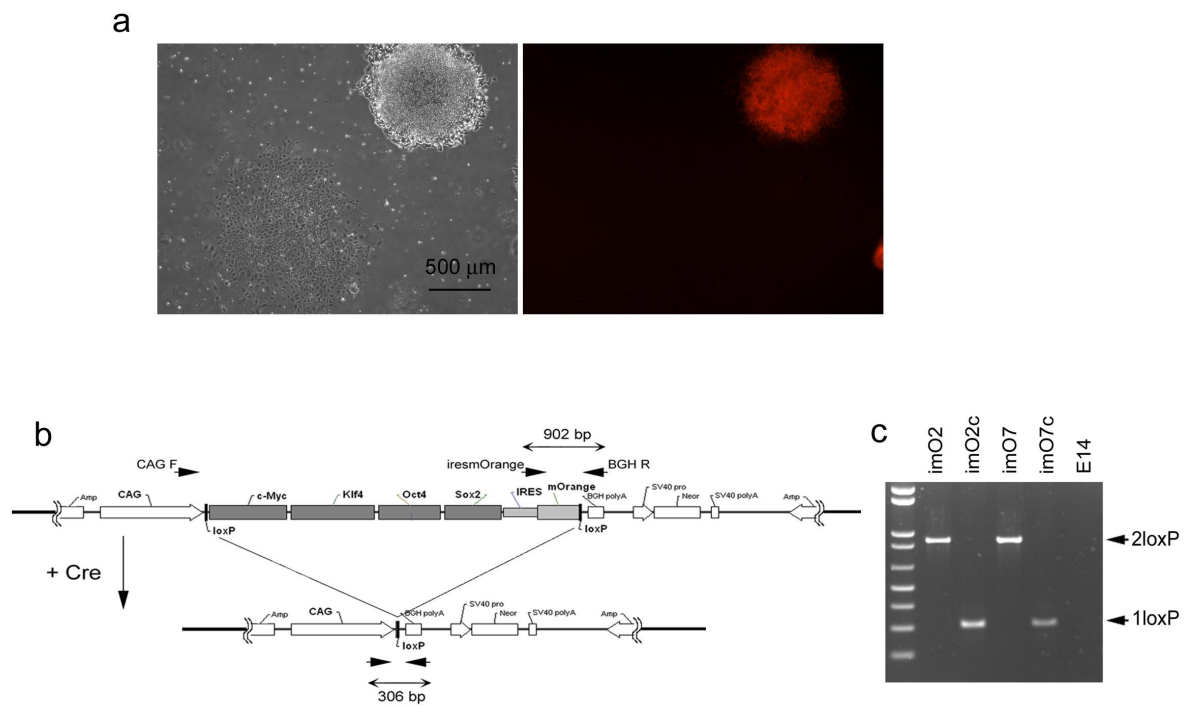 a
500 μm
b
902 bp
CAG F
iresmOrange
BGH R
Amp
CAG
c-Myc
Klf4
Oct4
Sox2
IRES
mOrange
BGH polyA
SV40 pro
Neor
SV40 polyA
Amp
loxP
loxP
+ Cre
Amp
CAG
BGH polyA
SV40 pro
Neor
SV40 polyA
Amp
loxP
306 bp
c
imO2
imO2c
imO7
imO7c
E14
2loxP
1loxP